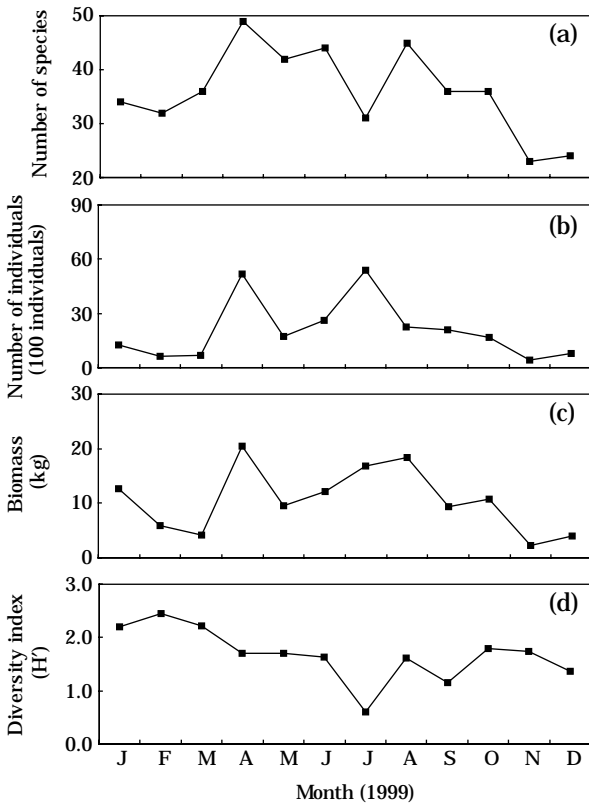 50
40
30
20
Number of species
(a)
90
60
30
0
Number of individuals
(100 individuals)
(b)
30
20
10
0
Biomass
(kg)
(c)
3.0
2.0
1.0
0.0
Diversity index
(H′)
(d)
J F M A M J J A S O N D
Month (1999)